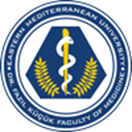 EASTERN MEDITERRANEAN UNIVERSITY
DR. FAZIL KÜÇÜK FACULTY OF MEDICINE